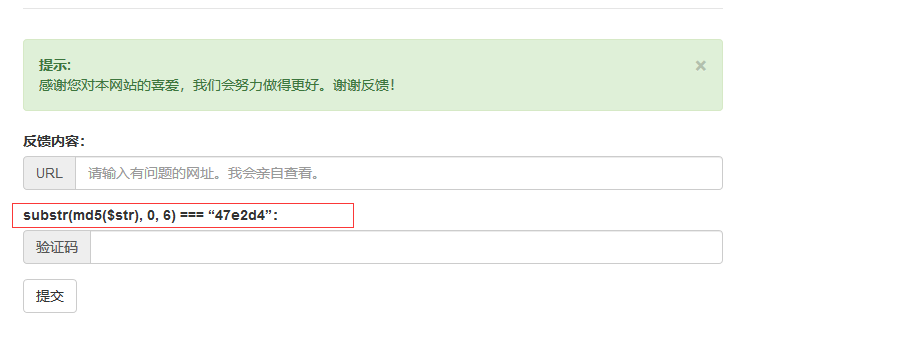 提示:
×
感谢您对本网站的喜爱，我们会努力做得更好。谢谢反馈！
反馈内容：
URL 请输入有问题的网址。我会亲自查看。
substr(md5($str), 0, 6) === “47e2d4”：
验证码
提交